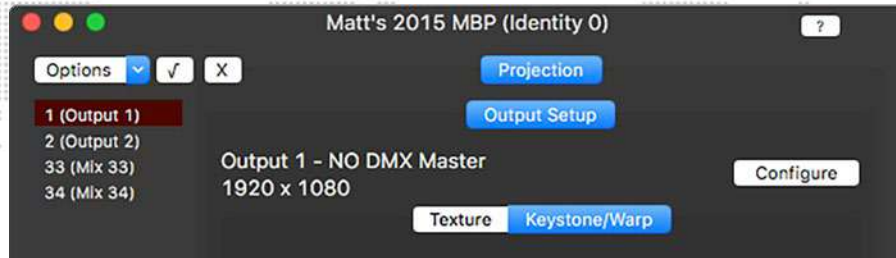 Matt's 2015 MBP (Identity 0)
?
Options
√
X
Projection
1 (Output 1)
Output Setup
2 (Output 2)
33 (Mix 33)
34 (Mix 34)
Output 1 - NO DMX Master
1920 x 1080
Configure
Texture
Keystone/Warp